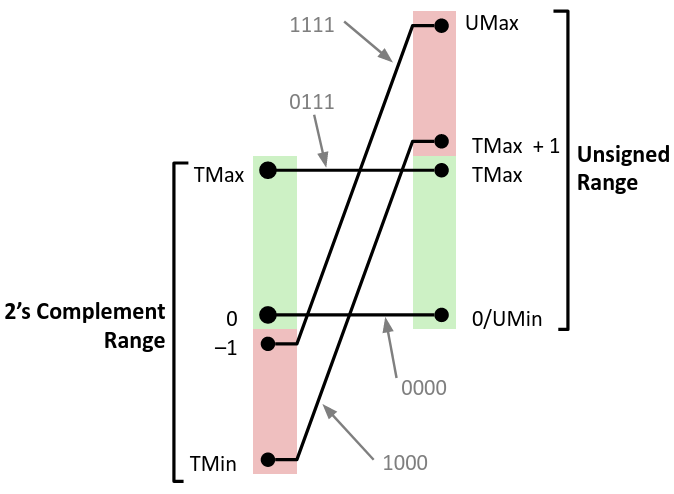 1111
UMax
0111
TMax + 1
Unsigned
Range
TMax
TMax
2's Complement
Range
0
0/UMin
–1
0000
TMin
1000